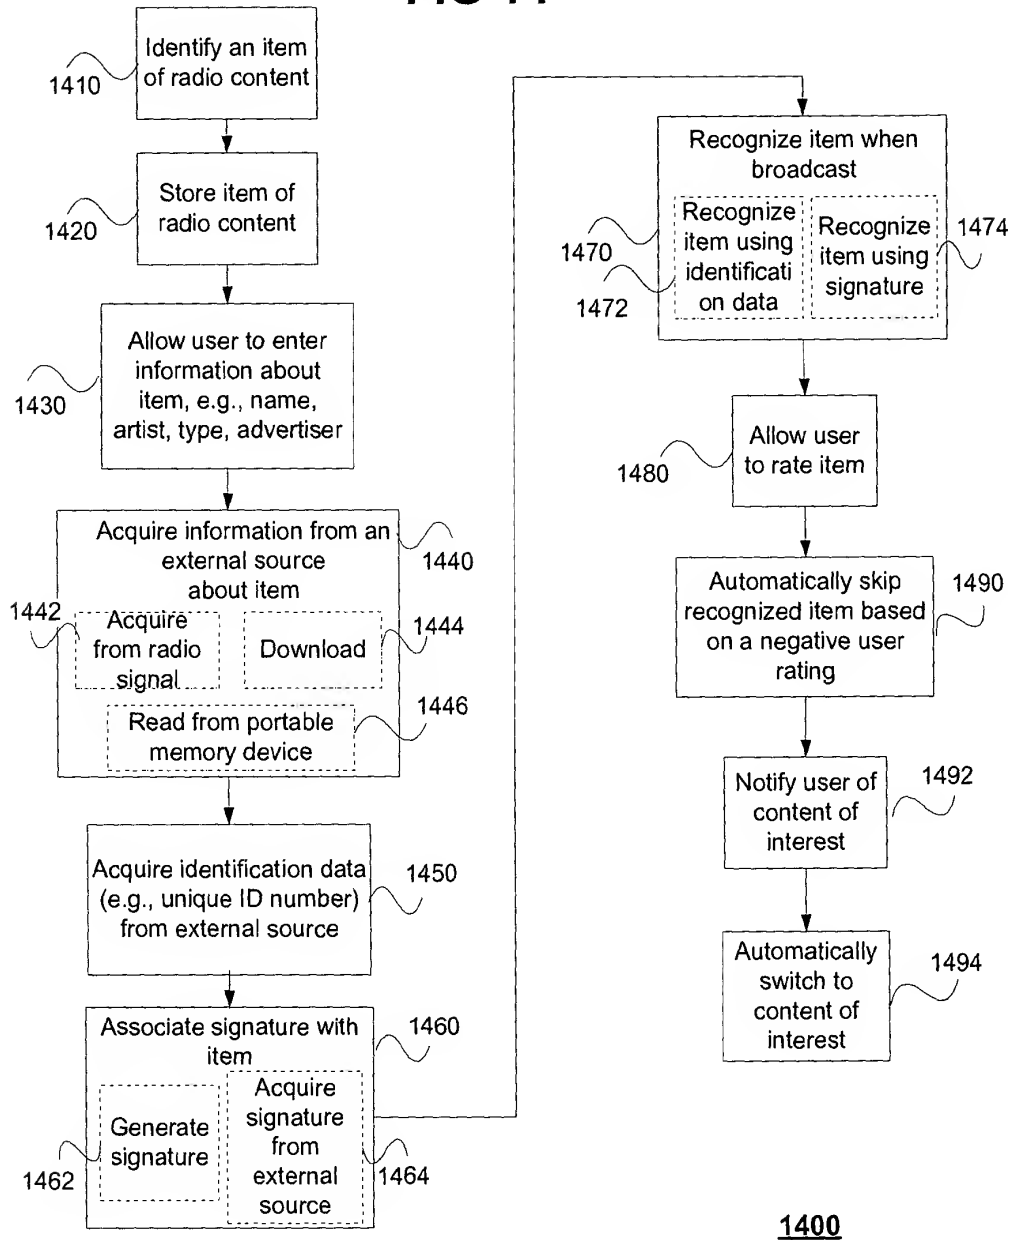 Identify an item
of radio content
1410
Store item of
radio content
1420
Allow user to enter
information about
item, e.g., name,
artist, type, advertiser
1430
Acquire information from an
external source
about item
1440
1442
Acquire
from radio
signal
Download
1444
Read from portable
memory device
1446
Acquire identification data
(e.g., unique ID number)
from external source
1450
Associate signature with
item
1460
Generate
signature
1462
Acquire
signature
from
external
source
1464
Recognize item when
broadcast
1470
Recognize
item using
identificati
on data
1472
Recognize
item using
signature
1474
Allow user
to rate item
1480
Automatically skip
recognized item based
on a negative user
rating
1490
Notify user of
content of
interest
1492
Automatically
switch to
content of
interest
1494
1400